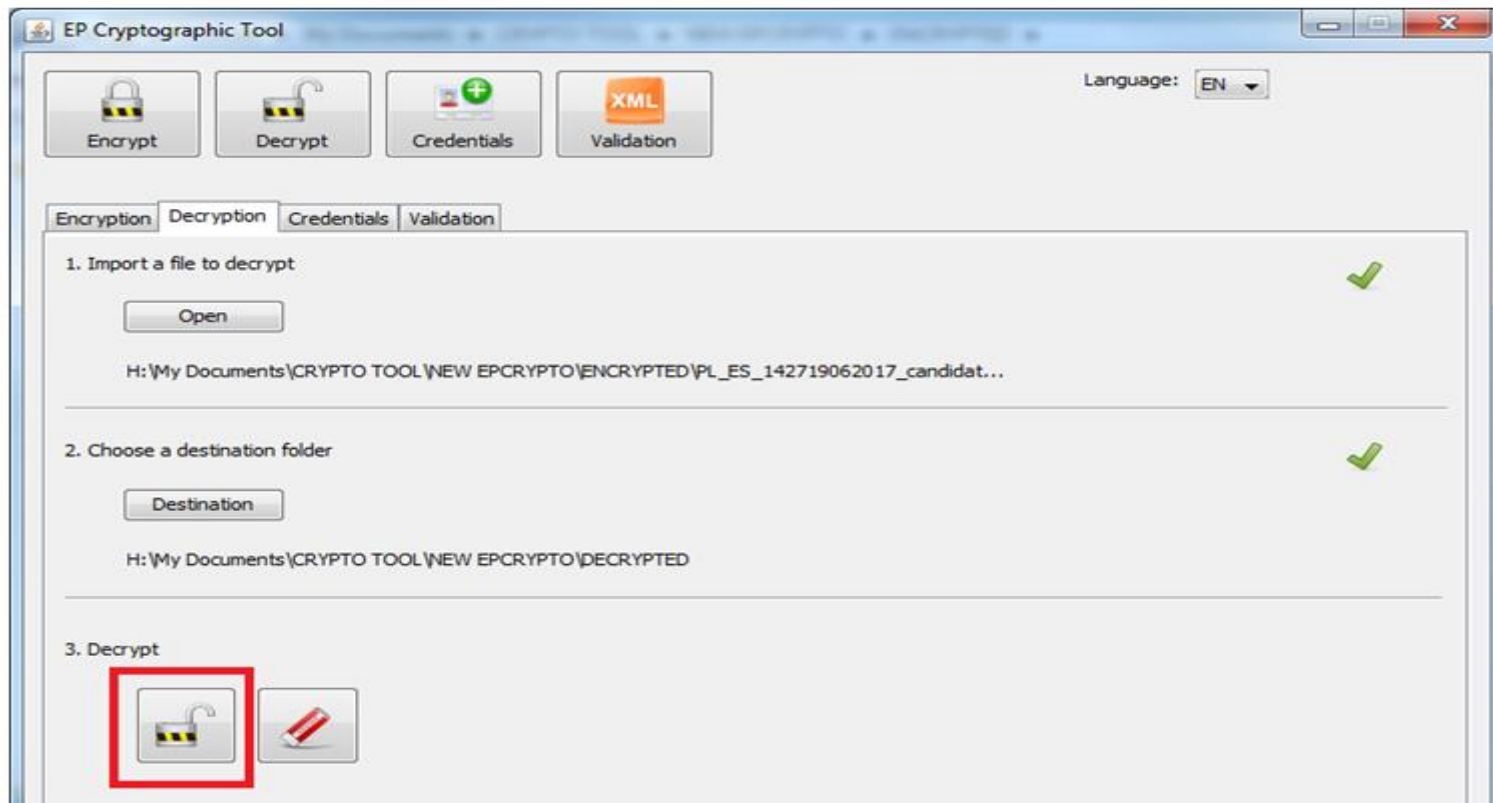 EP Cryptographic Tool
Language: EN
Encrypt Decrypt Credentials XML Validation
Encryption Decryption Credentials Validation
1. Import a file to decrypt
Open
H:\My Documents\CRYPTO TOOL\NEW EPCRYPTO\ENCRYPTED\PL_ES_142719062017_candidat...
2. Choose a destination folder
Destination
H:\My Documents\CRYPTO TOOL\NEW EPCRYPTO\DECRYPTED
3. Decrypt